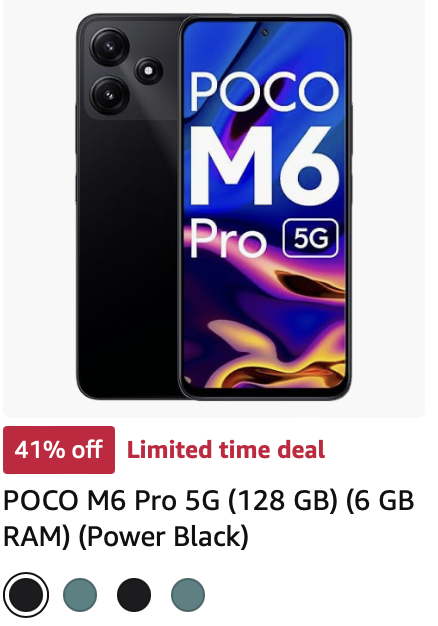 POCO
M6
Pro 5G
41% off Limited time deal
POCO M6 Pro 5G (128 GB) (6 GB
RAM) (Power Black)